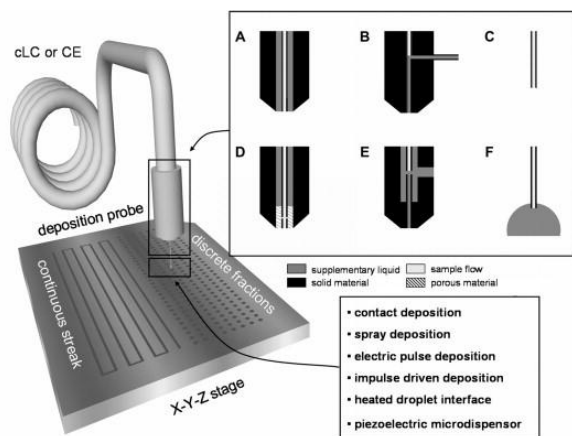 cLC or CE
A
B
C
D
E
F
deposition probe
continuous streak
discrete fractions
X-Y-Z stage
supplementary liquid
sample flow
solid material
porous material
• contact deposition
• spray deposition
• electric pulse deposition
• impulse driven deposition
• heated droplet interface
• piezoelectric microdispensor